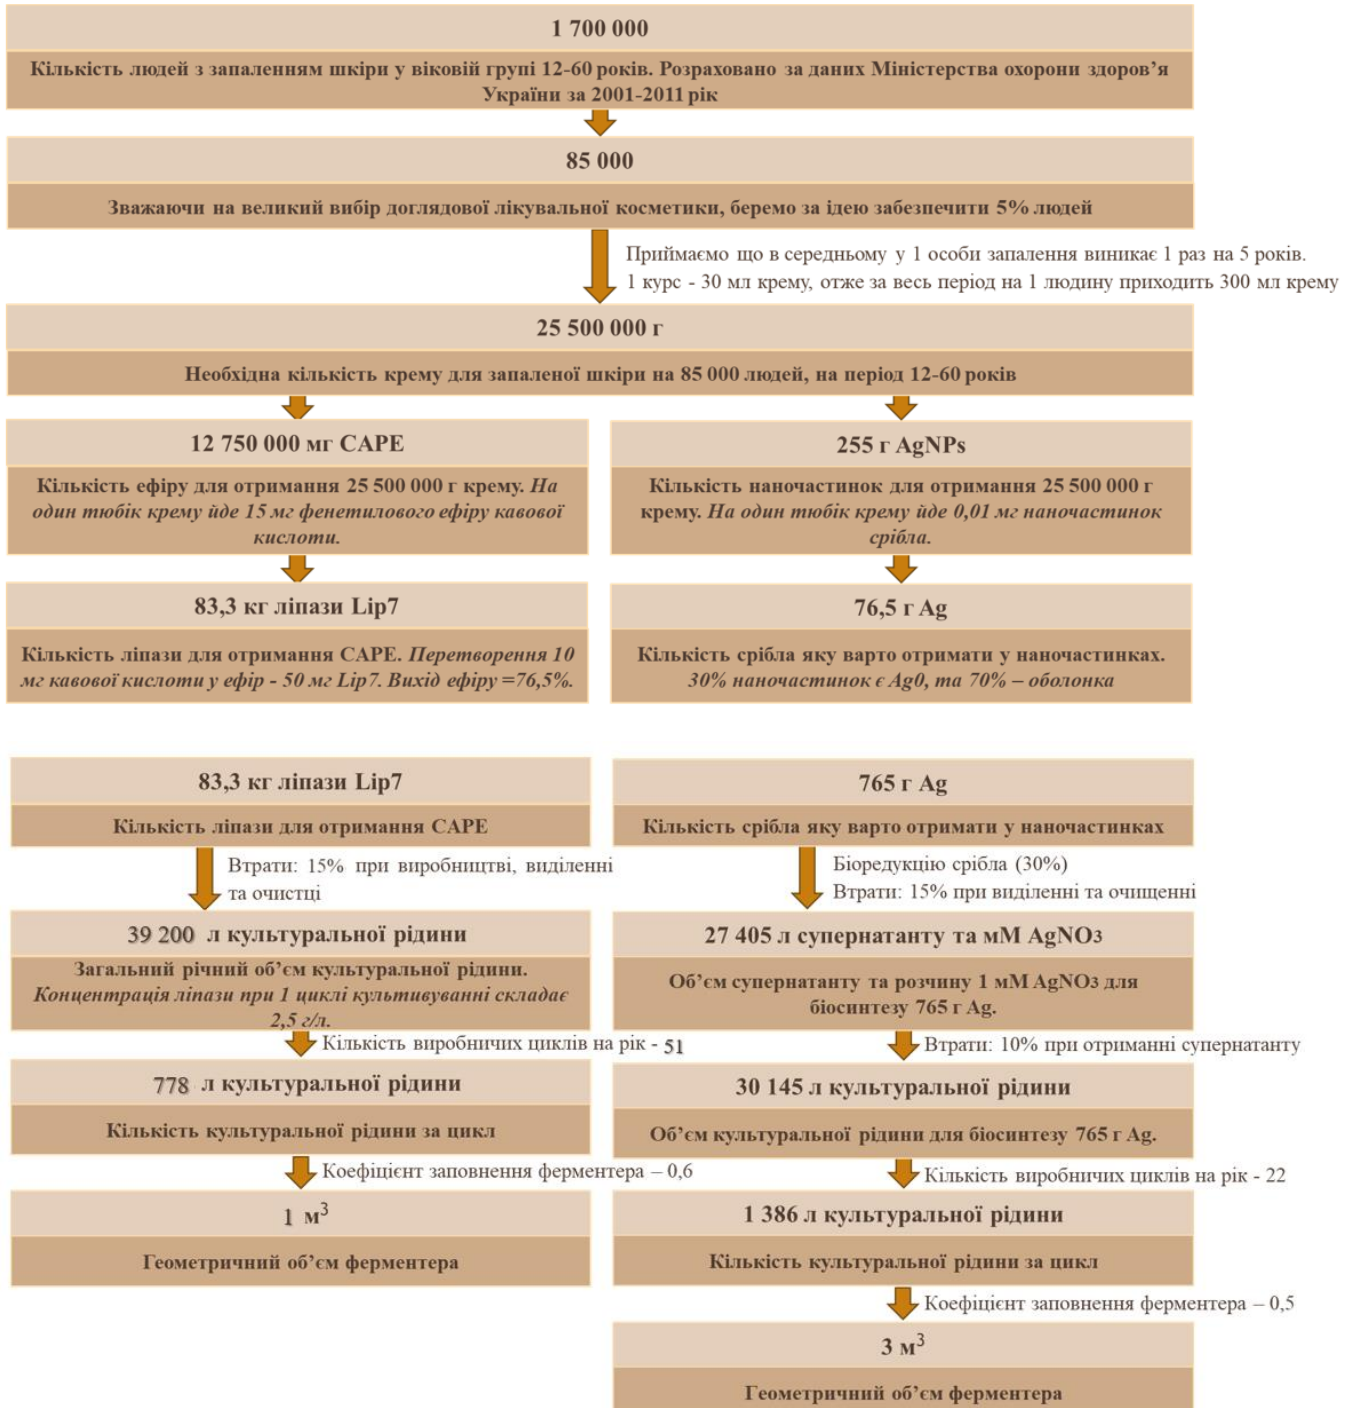 1 700 000
Кількість людей з запаленням шкіри у віковій групі 12-60 років. Розраховано за даних Міністерства охорони здоров’я
України за 2001-2011 рік
85 000
Зважаючи на великий вибір доглядової лікувальної косметики, беремо за ідею забезпечити 5% людей
Приймаємо що в середньому у 1 особи запалення виникає 1 раз на 5 років.
1 курс - 30 мл крему, отже за весь період на 1 людину приходить 300 мл крему
25 500 000 г
Необхідна кількість крему для запаленої шкіри на 85 000 людей, на період 12-60 років
12 750 000 мг CAPE
Кількість ефіру для отримання 25 500 000 г крему. На
один тюбік крему йде 15 мг фенетилового ефіру кавової
кислоти.
255 г AgNPs
Кількість наночастинок для отримання 25 500 000 г
крему. На один тюбік крему йде 0,01 мг наночастинок
срібла.
83,3 кг ліпази Lip7
Кількість ліпази для отримання CAPE. Перетворення 10
мг кавової кислоти у ефір - 50 мг Lip7. Вихід ефіру =76,5%.
76,5 г Ag
Кількість срібла яку варто отримати у наночастинках.
30% наночастинок є Ag0, та 70% – оболонка
83,3 кг ліпази Lip7
Кількість ліпази для отримання CAPE
Втрати: 15% при виробництві, виділенні
та очистці
39 200 л культуральної рідини
Загальний річний об’єм культуральної рідини.
Концентрація ліпази при 1 циклі культивуванні складає
2,5 г/л.
Кількість виробничих циклів на рік - 51
778 л культуральної рідини
Кількість культуральної рідини за цикл
Коефіцієнт заповнення ферментера – 0,6
1 м³
Геометричний об’єм ферментера
765 г Ag
Кількість срібла яку варто отримати у наночастинках
Біоредукцію срібла (30%)
Втрати: 15% при виділенні та очищенні
27 405 л супернатанту та мМ AgNO3
Об’єм супернатанту та розчину 1 мМ AgNO3 для
біосинтезу 765 г Ag.
Втрати: 10% при отриманні супернатанту
30 145 л культуральної рідини
Об’єм культуральної рідини для біосинтезу 765 г Ag.
Кількість виробничих циклів на рік - 22
1 386 л культуральної рідини
Кількість культуральної рідини за цикл
Коефіцієнт заповнення ферментера – 0,5
3 м³
Геометричний об’єм ферментера